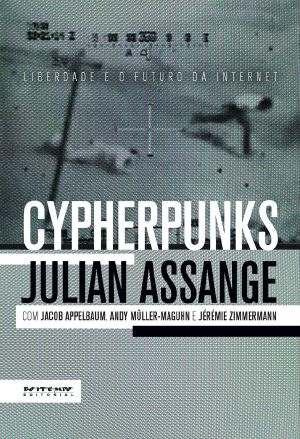 LIBERDADE E O FUTURO DA INTERNET
CYPHERPUNKS
JULIAN ASSANGE
COM JACOB APPELBAUM, ANDY MÜLLER-MAGUHN E JÉRÉMIE ZIMMERMANN
BOITEMPO
EDITORIAL